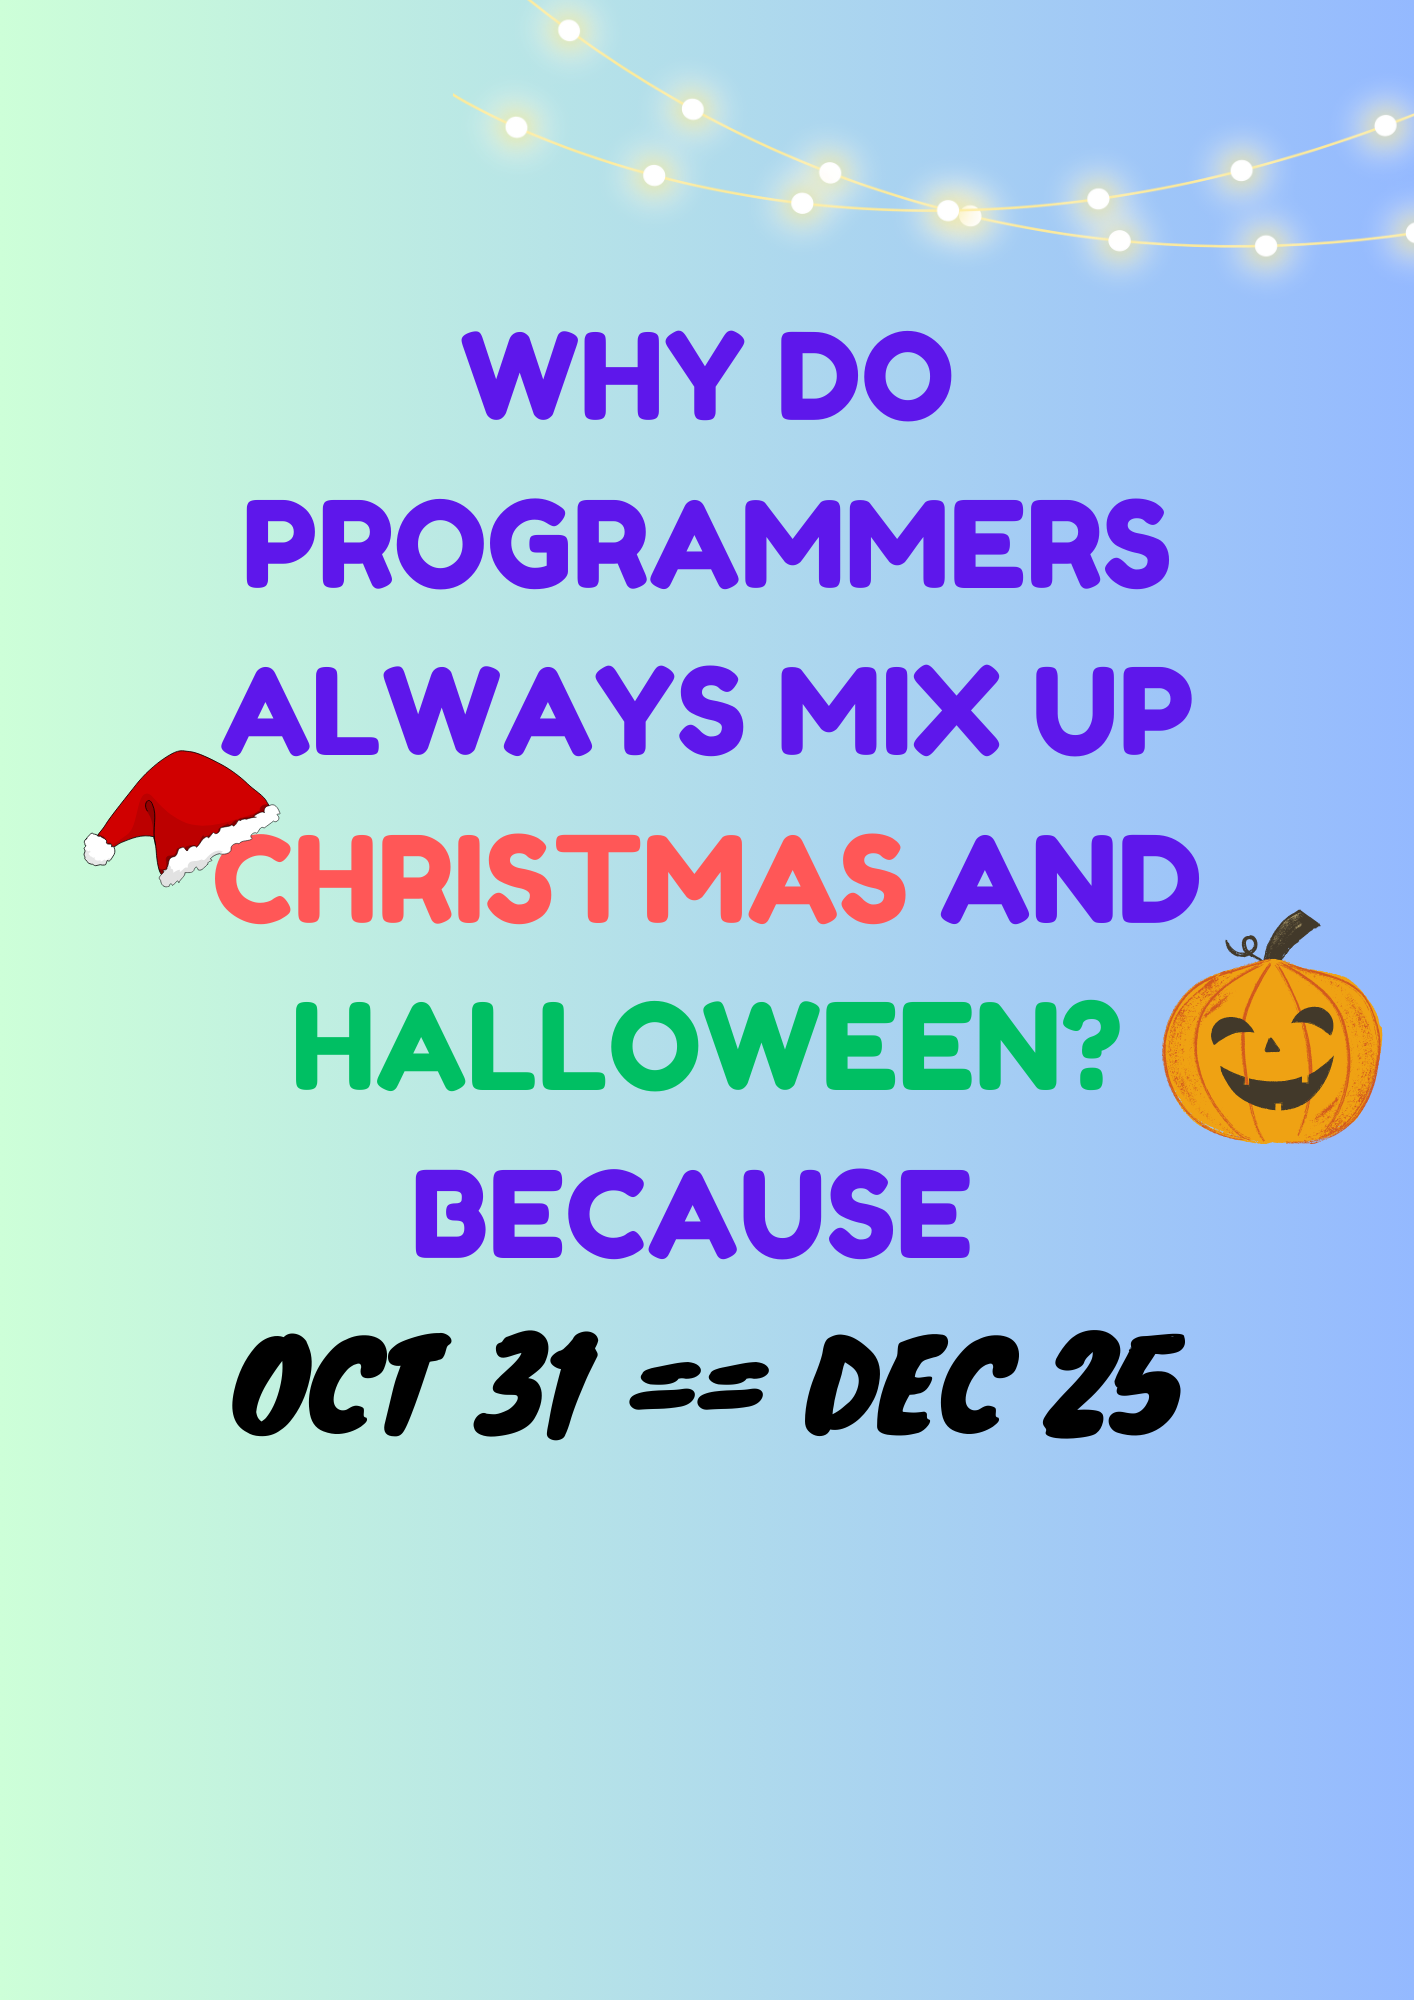 WHY DO
PROGRAMMERS
ALWAYS MIX UP
CHRISTMAS AND
HALLOWEEN?
BECAUSE
OCT 31 == DEC 25